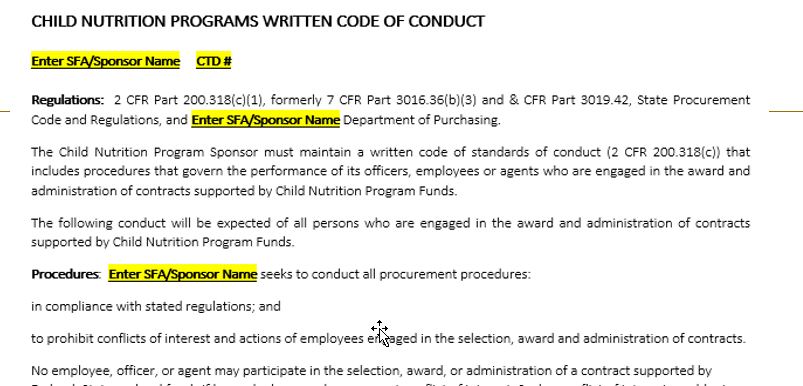 CHILD NUTRITION PROGRAMS WRITTEN CODE OF CONDUCT
Enter SFA/Sponsor Name CTD #
Regulations: 2 CFR Part 200.318(c)(1), formerly 7 CFR Part 3016.36(b)(3) and & CFR Part 3019.42, State Procurement
Code and Regulations, and Enter SFA/Sponsor Name Department of Purchasing.
The Child Nutrition Program Sponsor must maintain a written code of standards of conduct (2 CFR 200.318(c)) that
includes procedures that govern the performance of its officers, employees or agents who are engaged in the award and
administration of contracts supported by Child Nutrition Program Funds.
The following conduct will be expected of all persons who are engaged in the award and administration of contracts
supported by Child Nutrition Program Funds.
Procedures: Enter SFA/Sponsor Name seeks to conduct all procurement procedures:
in compliance with stated regulations; and
to prohibit conflicts of interest and actions of employees engaged in the selection, award and administration of contracts.
No employee, officer, or agent may participate in the selection, award, or administration of a contract supported by